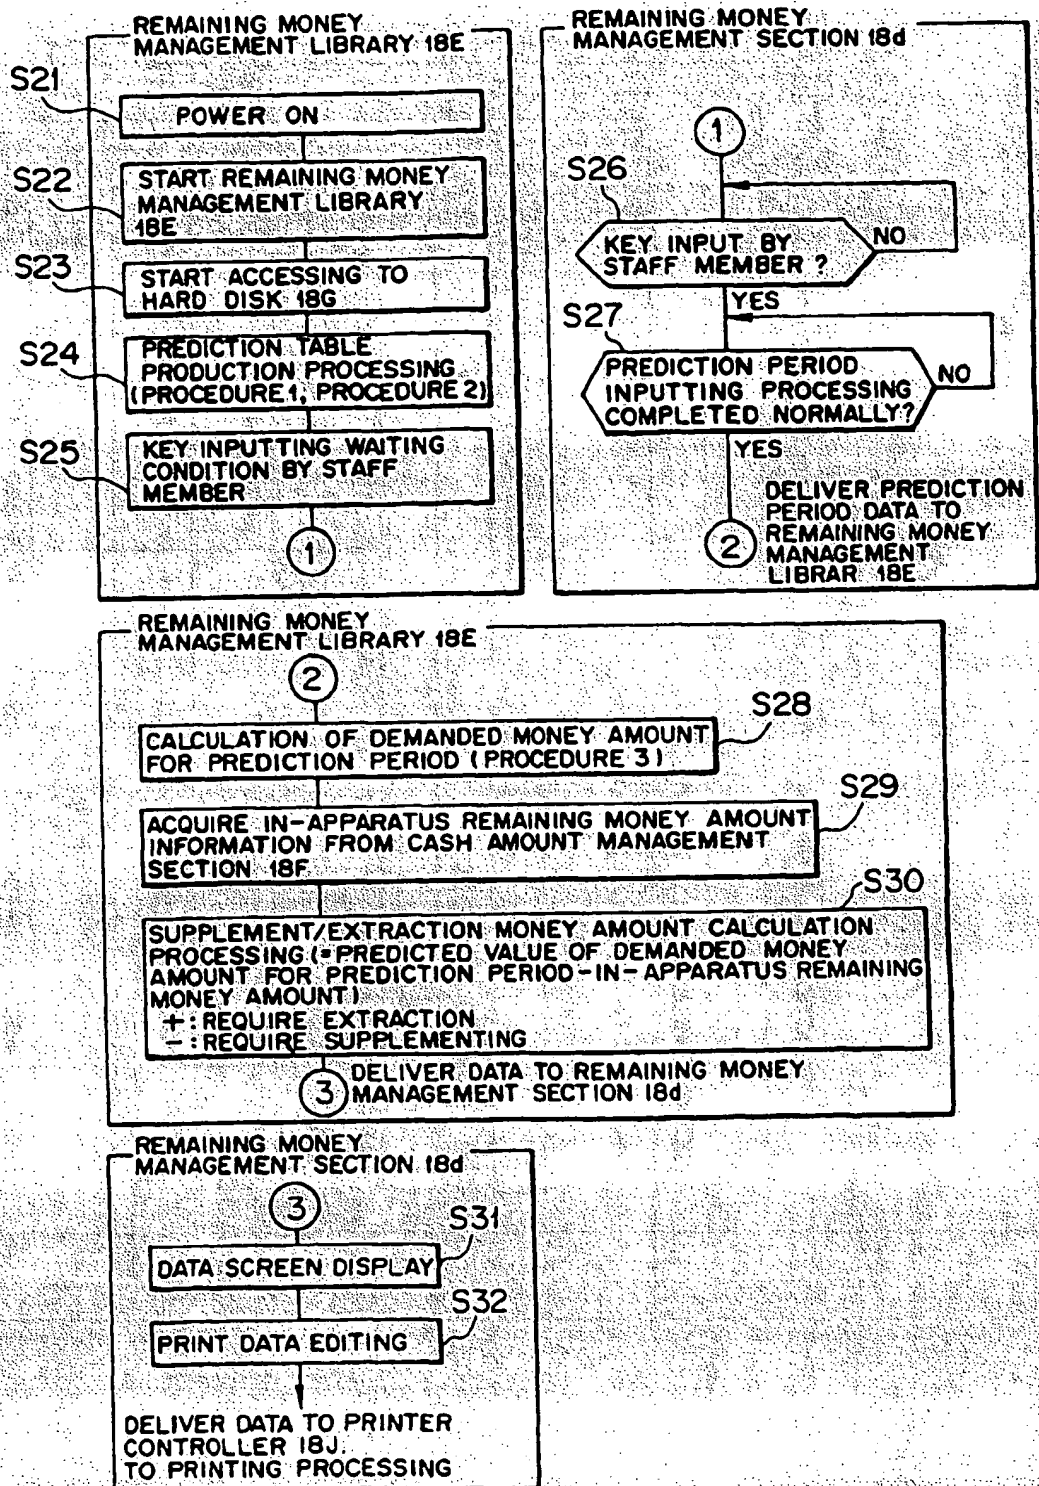 REMAINING MONEY
MANAGEMENT LIBRARY 18E
S21
POWER ON
S22
START REMAINING MONEY
MANAGEMENT LIBRARY
18E
S23
START ACCESSING TO
HARD DISK 18G
S24
PREDICTION TABLE
PRODUCTION PROCESSING
(PROCEDURE 1, PROCEDURE 2)
S25
KEY INPUTTING WAITING
CONDITION BY STAFF
MEMBER
1
REMAINING MONEY
MANAGEMENT SECTION 18d
1
S26
KEY INPUT BY
STAFF MEMBER ?
NO
YES
S27
PREDICTION PERIOD
INPUTTING PROCESSING
COMPLETED NORMALLY?
NO
YES
2
DELIVER PREDICTION
PERIOD DATA TO
REMAINING MONEY
MANAGEMENT
LIBRAR 18E
REMAINING MONEY
MANAGEMENT LIBRARY 18E
2
S28
CALCULATION OF DEMANDED MONEY AMOUNT
FOR PREDICTION PERIOD (PROCEDURE 3)
S29
ACQUIRE IN-APPARATUS REMAINING MONEY AMOUNT
INFORMATION FROM CASH AMOUNT MANAGEMENT
SECTION 18F
S30
SUPPLEMENT/EXTRACTION MONEY AMOUNT CALCULATION
PROCESSING (=PREDICTED VALUE OF DEMANDED MONEY
AMOUNT FOR PREDICTION PERIOD-IN-APPARATUS REMAINING
MONEY AMOUNT)
+ : REQUIRE EXTRACTION
- : REQUIRE SUPPLEMENTING
3
DELIVER DATA TO REMAINING MONEY
MANAGEMENT SECTION 18d
REMAINING MONEY
MANAGEMENT SECTION 18d
3
S31
DATA SCREEN DISPLAY
S32
PRINT DATA EDITING
DELIVER DATA TO PRINTER
CONTROLLER 18J.
TO PRINTING PROCESSING